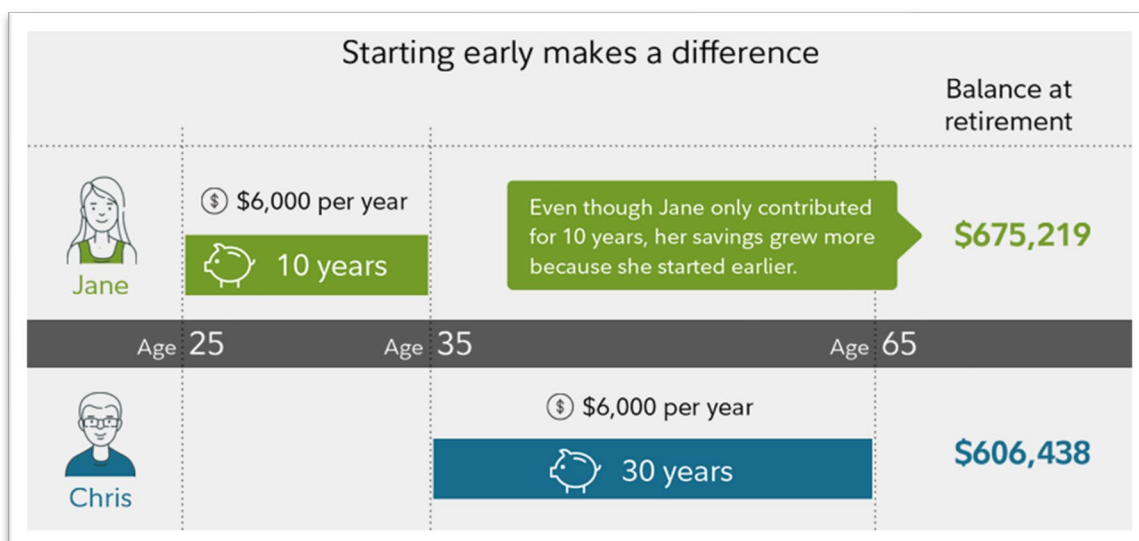 Starting early makes a difference
Balance at
retirement
$ $6,000 per year
10 years
Jane
Even though Jane only contributed
for 10 years, her savings grew more
because she started earlier.
$675,219
Age 25
Age 35
Age 65
$ $6,000 per year
30 years
Chris
$606,438